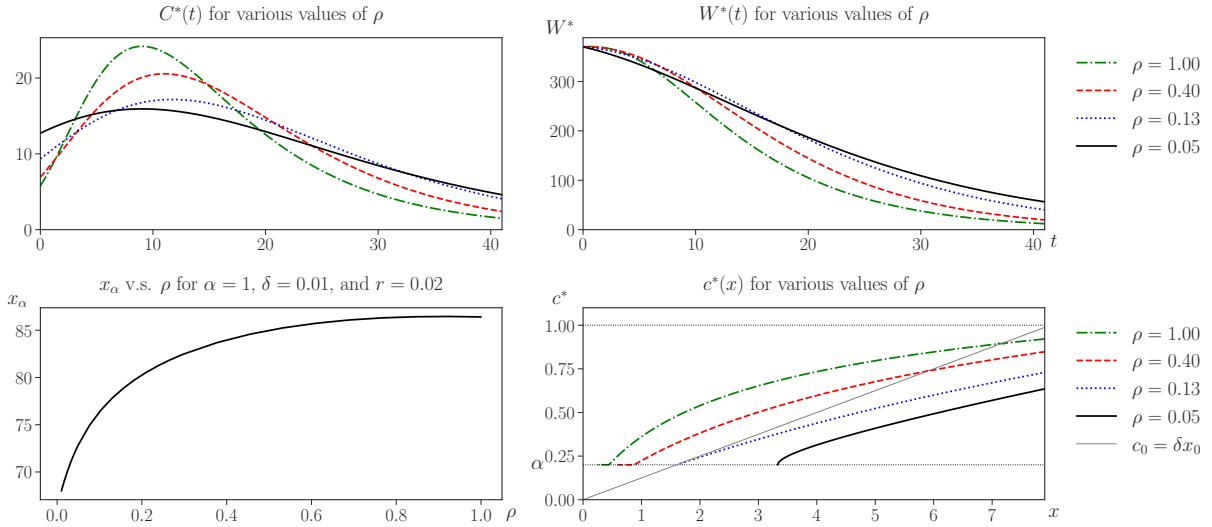 C*(t) for various values of ρ
0
10
20
0
10
20
30
40
W*(t) for various values of ρ
W*
300
200
100
0
0
10
20
30
40
t
ρ = 1.00
ρ = 0.40
ρ = 0.13
ρ = 0.05
x_α v.s. ρ for α = 1, δ = 0.01, and r = 0.02
x_α
85
80
75
70
0.0
0.2
0.4
0.6
0.8
1.0
ρ
c*(x) for various values of ρ
c*
1.00
0.75
0.50
0.25
α
0.00
0
1
2
3
4
5
6
7
x
ρ = 1.00
ρ = 0.40
ρ = 0.13
ρ = 0.05
c₀ = δx₀